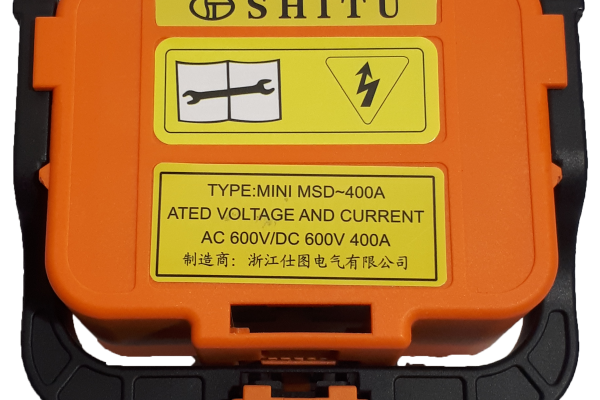 SHITU
TYPE:MINI MSD~400A
ATED VOLTAGE AND CURRENT
AC 600V/DC 600V 400A
制造商：浙江仕图电气有限公司